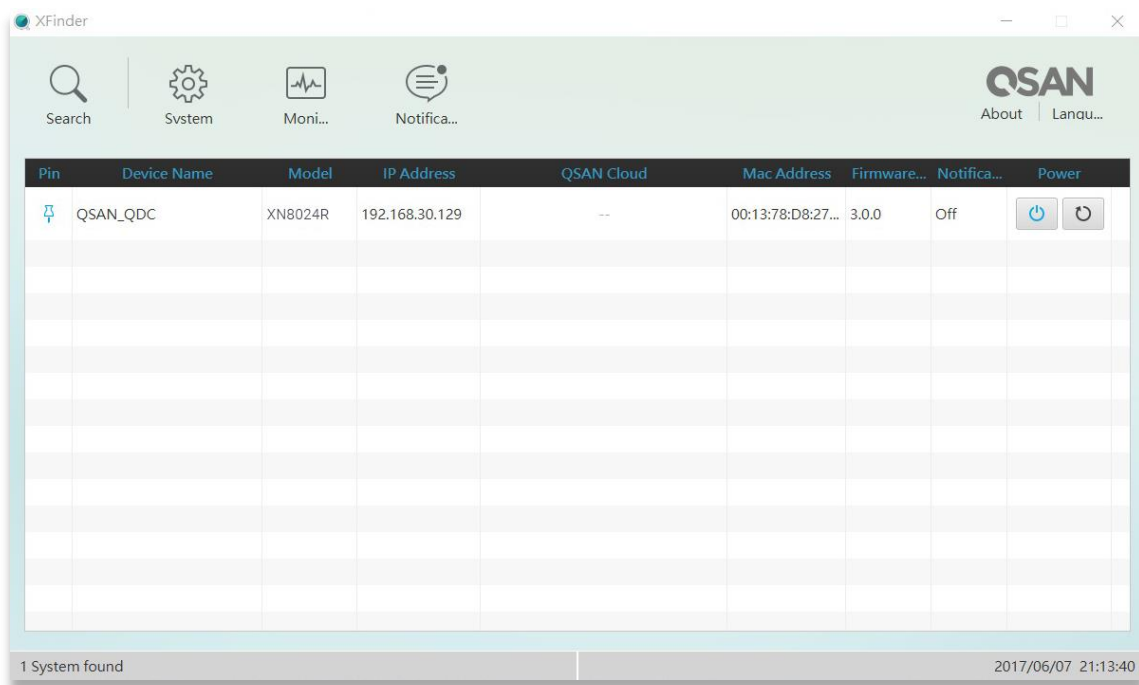 XFinder
Search System Moni... Notifica...
QSAN
About Langu...
Pin Device Name Model IP Address QSAN Cloud Mac Address Firmware... Notifica... Power
QSAN_QDC XN8024R 192.168.30.129 -- 00:13:78:D8:27... 3.0.0 Off
1 System found 2017/06/07 21:13:40